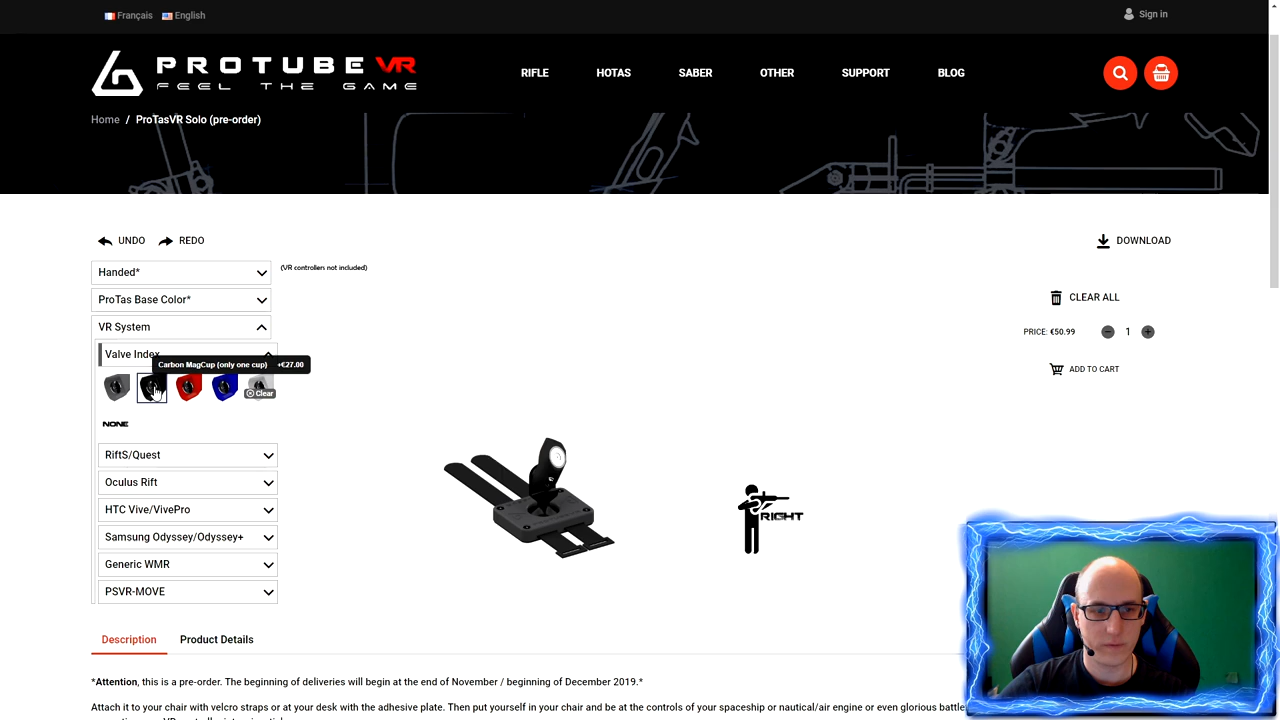 Français English
Sign in
PROTUBE VR
FEEL THE GAME
RIFLE HOTAS SABER OTHER SUPPORT BLOG
Home / ProTasVR Solo (pre-order)
UNDO REDO
DOWNLOAD
Handed*
(VR controllers not included)
ProTas Base Color*
CLEAR ALL
VR System
PRICE: €50.99 1
Valve Index
Carbon MagCup (only one cup) +€27.00
ADD TO CART
Clear
NONE
RiftS/Quest
Oculus Rift
HTC Vive/VivePro
RIGHT
Samsung Odyssey/Odyssey+
Generic WMR
PSVR-MOVE
Description Product Details
*Attention, this is a pre-order. The beginning of deliveries will begin at the end of November / beginning of December 2019.*
Attach it to your chair with velcro straps or at your desk with the adhesive plate. Then put yourself in your chair and be at the controls of your spaceship or nautical/air engine or even glorious battle